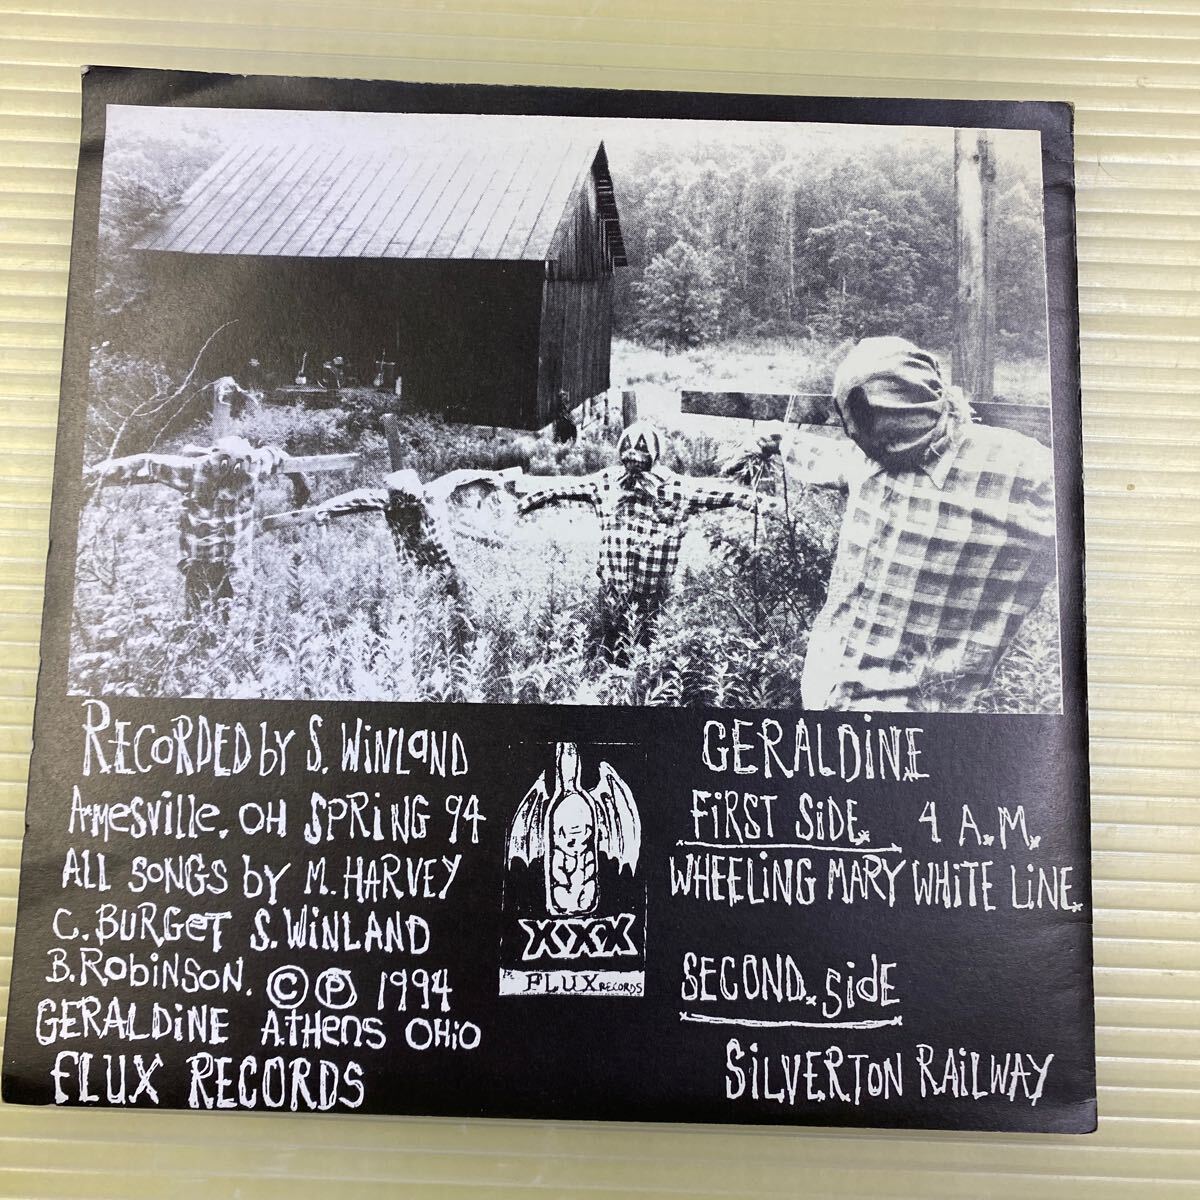 RECORDED by S. WINLAND
AMESVILLE, OH SPRING 94
ALL SONGS by M. HARVEY
C. BURGET S. WINLAND
B. ROBINSON. © ℗ 1994
GERALDINE ATHENS OHIO
FLUX RECORDS
XXX
FLUX RECORDS
GERALDINE
FIRST SIDE 4 A.M.
WHEELING MARY WHITE LINE
SECOND SIDE
SILVERTON RAILWAY